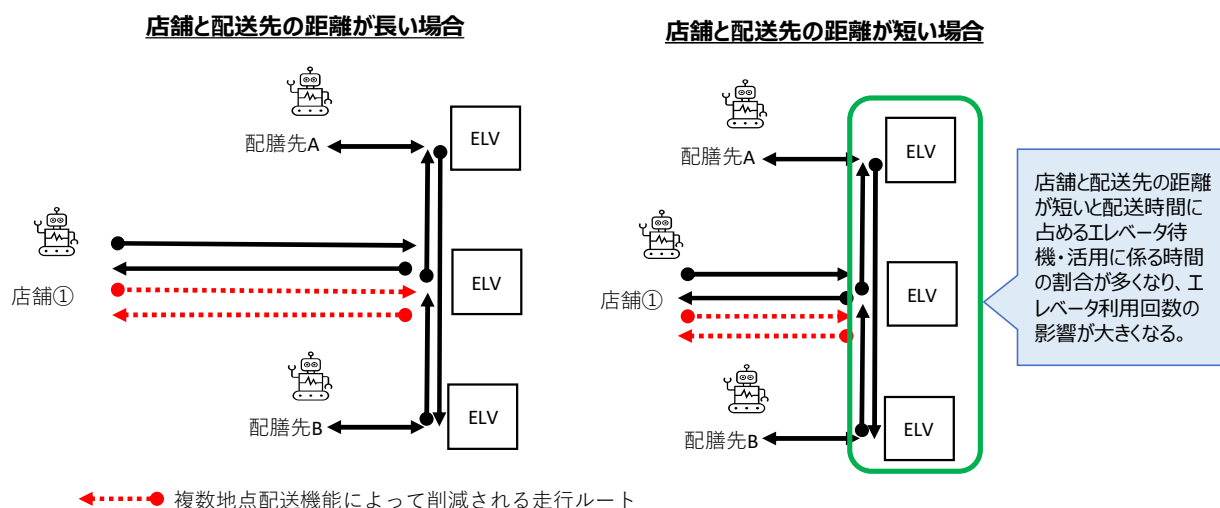 店舗と配送先の距離が長い場合
配膳先A
ELV
店舗①
ELV
配膳先B
ELV
店舗と配送先の距離が短い場合
配膳先A
ELV
店舗①
ELV
配膳先B
ELV
店舗と配送先の距離
が短いと配送時間に
占めるエレベータ待
機・活用に係る時間
の割合が多くなり、エ
レベータ利用回数の
影響が大きくなる。
複数地点配送機能によって削減される走行ルート